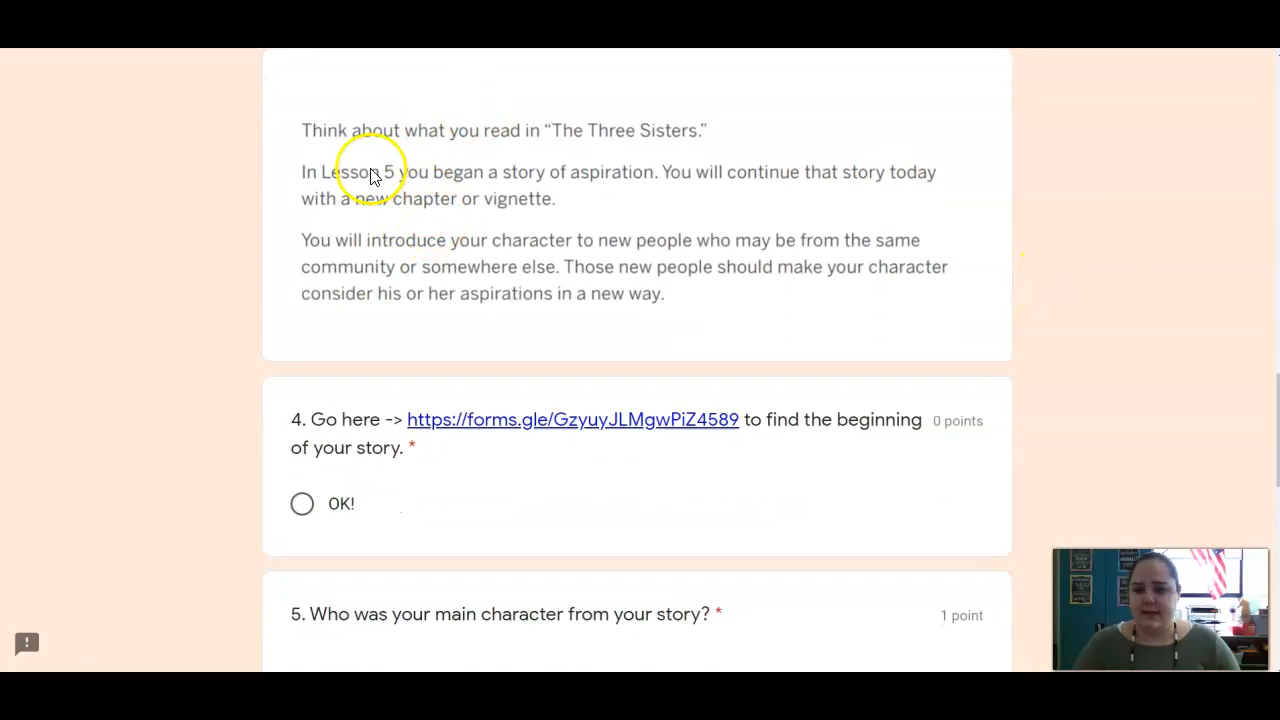 Think about what you read in “The Three Sisters.”
In Lesson 5 you began a story of aspiration. You will continue that story today
with a new chapter or vignette.
You will introduce your character to new people who may be from the same
community or somewhere else. Those new people should make your character
consider his or her aspirations in a new way.
4. Go here -> https://forms.gle/GzyuyJLMgwPiZ4589 to find the beginning 0 points
of your story. *
OK!
5. Who was your main character from your story? * 1 point